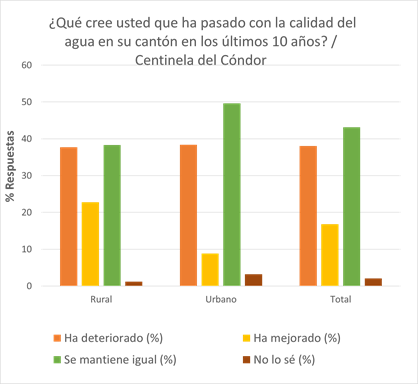 ¿Qué cree usted que ha pasado con la calidad del
agua en su cantón en los últimos 10 años? /
Centinela del Cóndor
% Respuestas
60
50
40
30
20
10
0
Rural Urbano Total
Ha deteriorado (%) Ha mejorado (%)
Se mantiene igual (%) No lo sé (%)